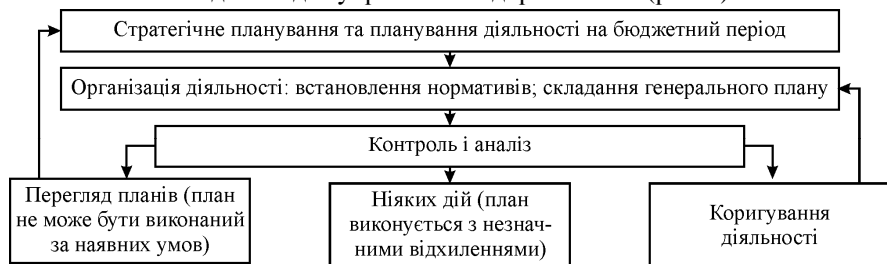 Стратегічне планування та планування діяльності на бюджетний період
Організація діяльності: встановлення нормативів; складання генерального плану
Контроль і аналіз
Перегляд планів (план
не може бути виконаний
за наявних умов)
Ніяких дій (план
виконується з незнач-
ними відхиленнями)
Коригування
діяльності